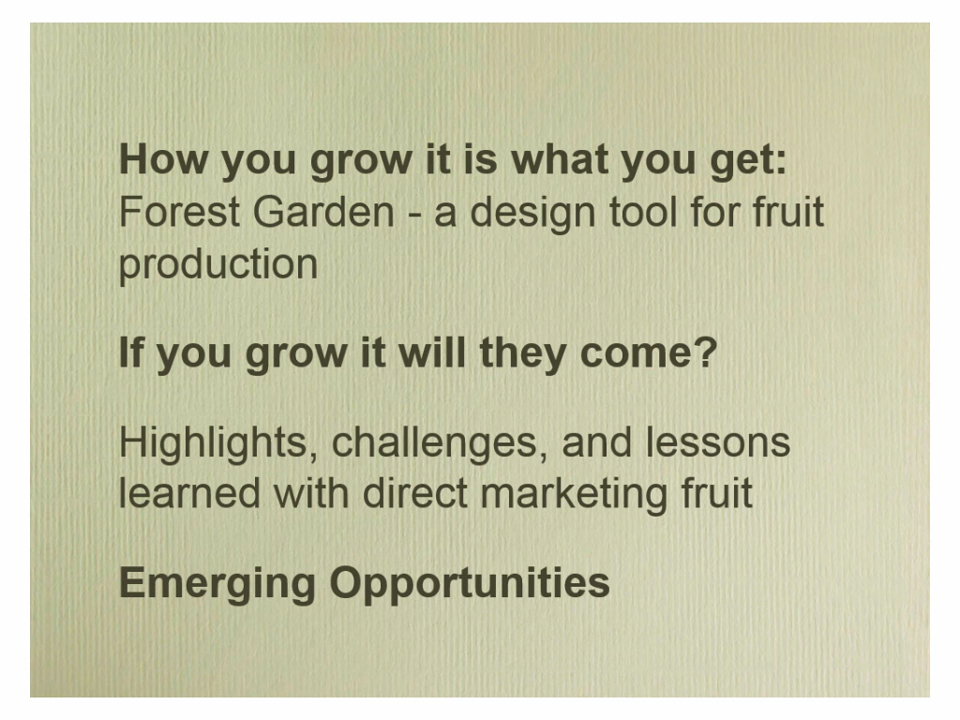 How you grow it is what you get:
Forest Garden - a design tool for fruit
production
If you grow it will they come?
Highlights, challenges, and lessons
learned with direct marketing fruit
Emerging Opportunities